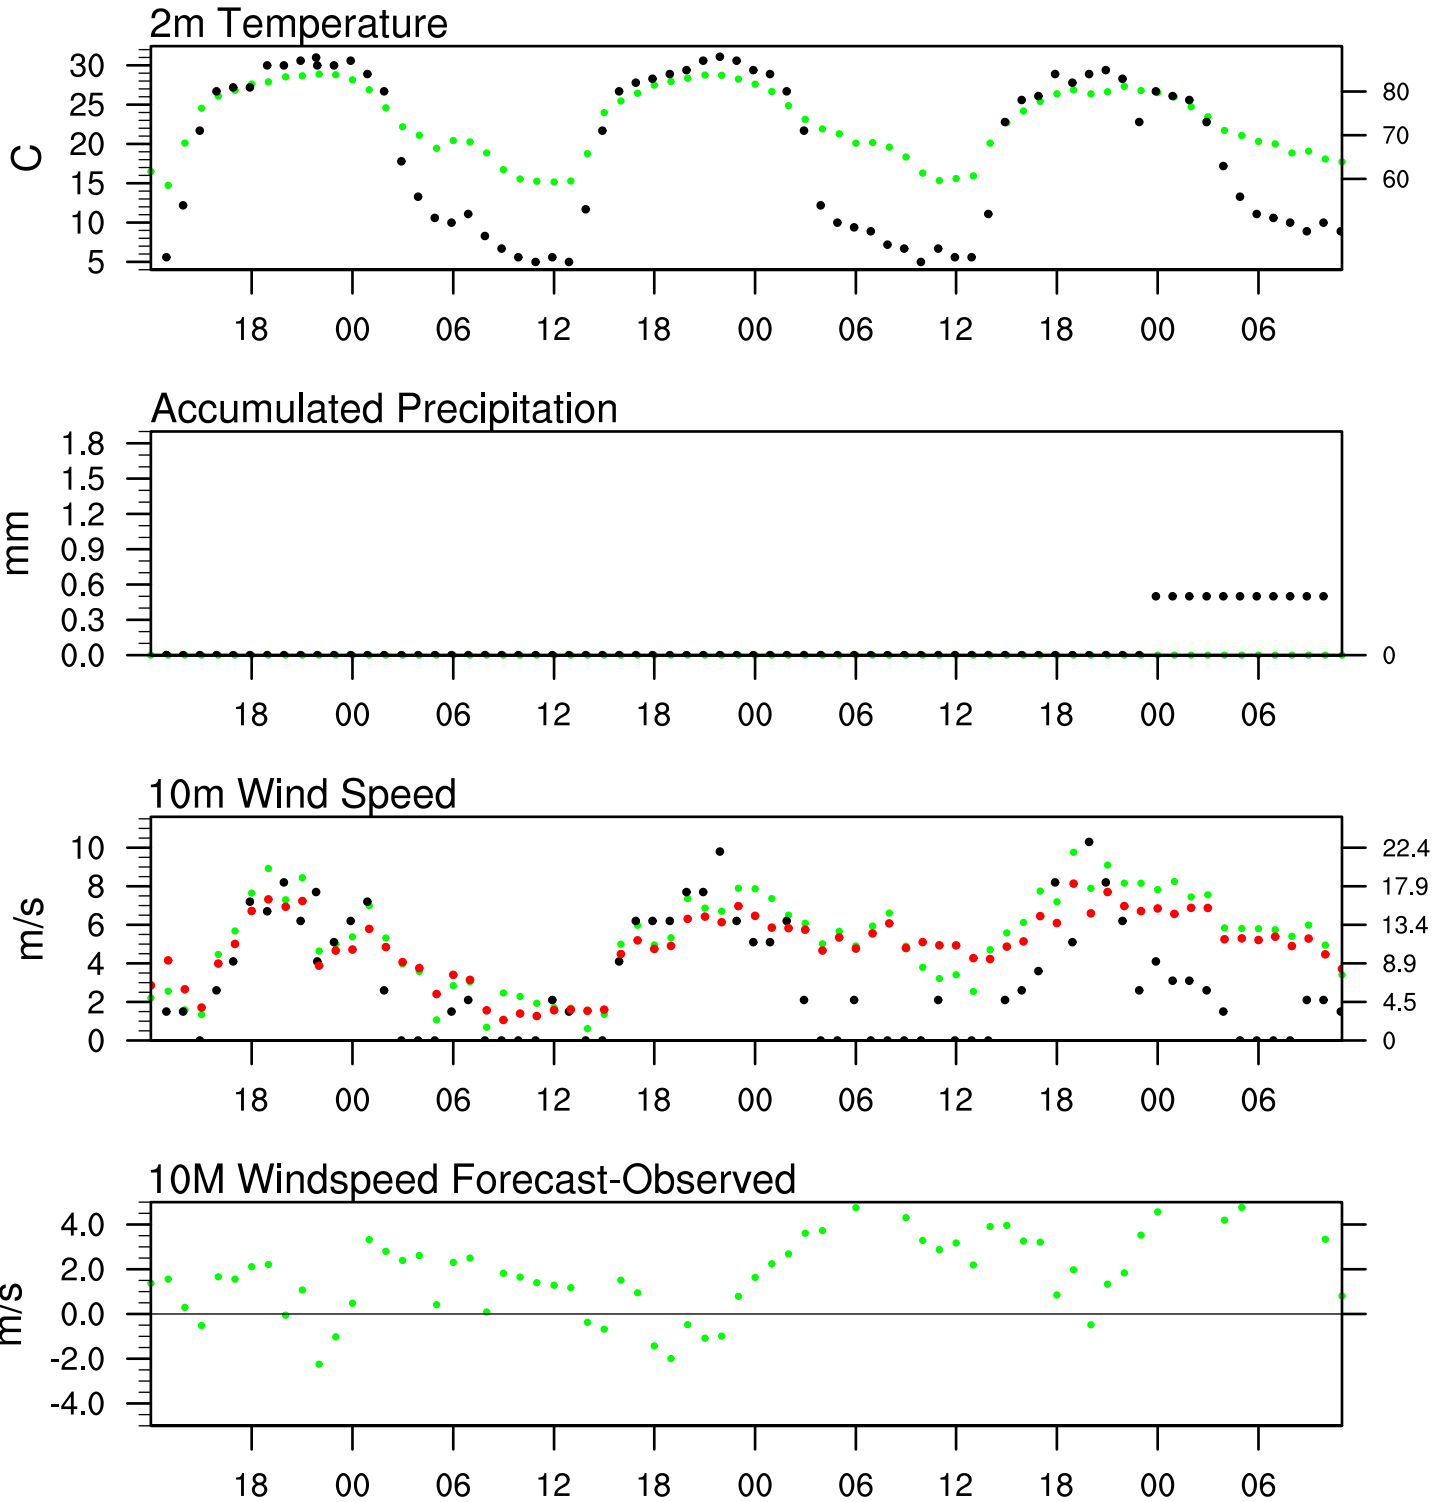 2m Temperature
30
25
20
15
10
5
C
80
70
60
18 00 06 12 18 00 06 12 18 00 06
Accumulated Precipitation
1.8
1.5
1.2
0.9
0.6
0.3
0.0
mm
0
18 00 06 12 18 00 06 12 18 00 06
10m Wind Speed
10
8
6
4
2
0
m/s
22.4
17.9
13.4
8.9
4.5
0
18 00 06 12 18 00 06 12 18 00 06
10M Windspeed Forecast-Observed
4.0
2.0
0.0
-2.0
-4.0
m/s
18 00 06 12 18 00 06 12 18 00 06